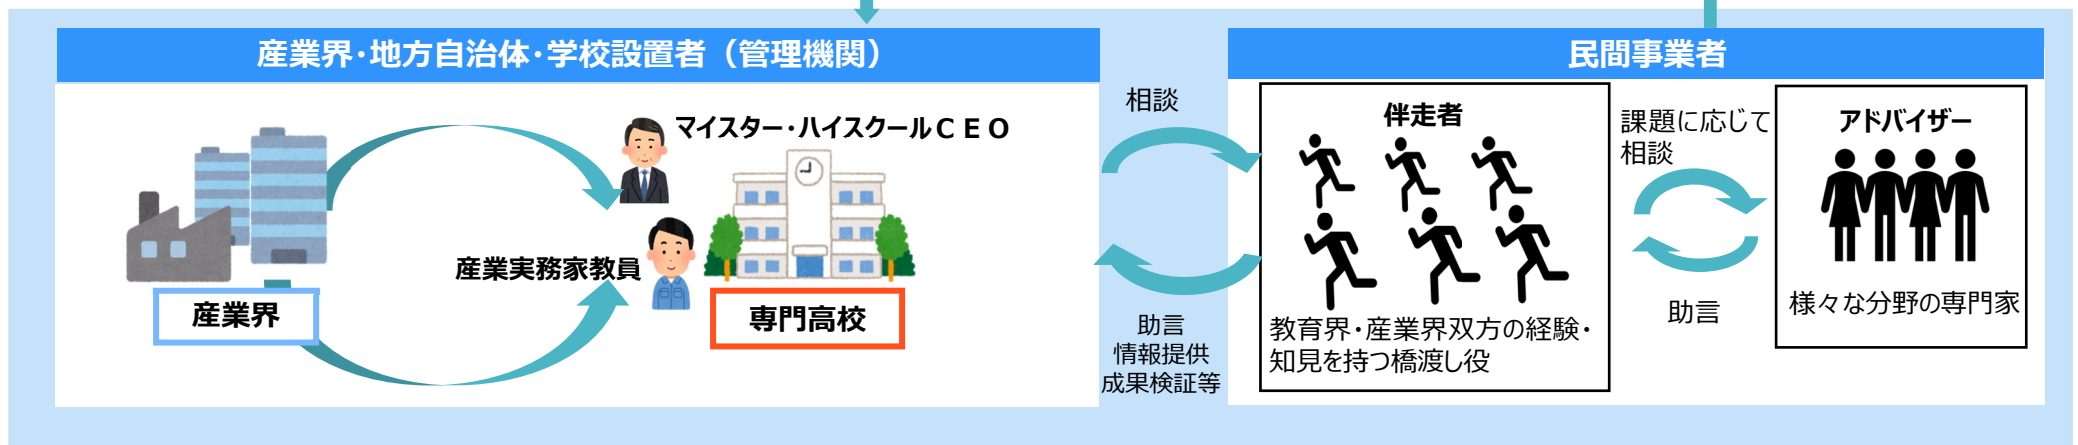 産業界・地方自治体・学校設置者（管理機関）
マイスター・ハイスクールＣＥＯ
産業実務家教員
産業界
専門高校
相談
助言
情報提供
成果検証等
民間事業者
伴走者
教育界・産業界双方の経験・
知見を持つ橋渡し役
課題に応じて
相談
助言
アドバイザー
様々な分野の専門家